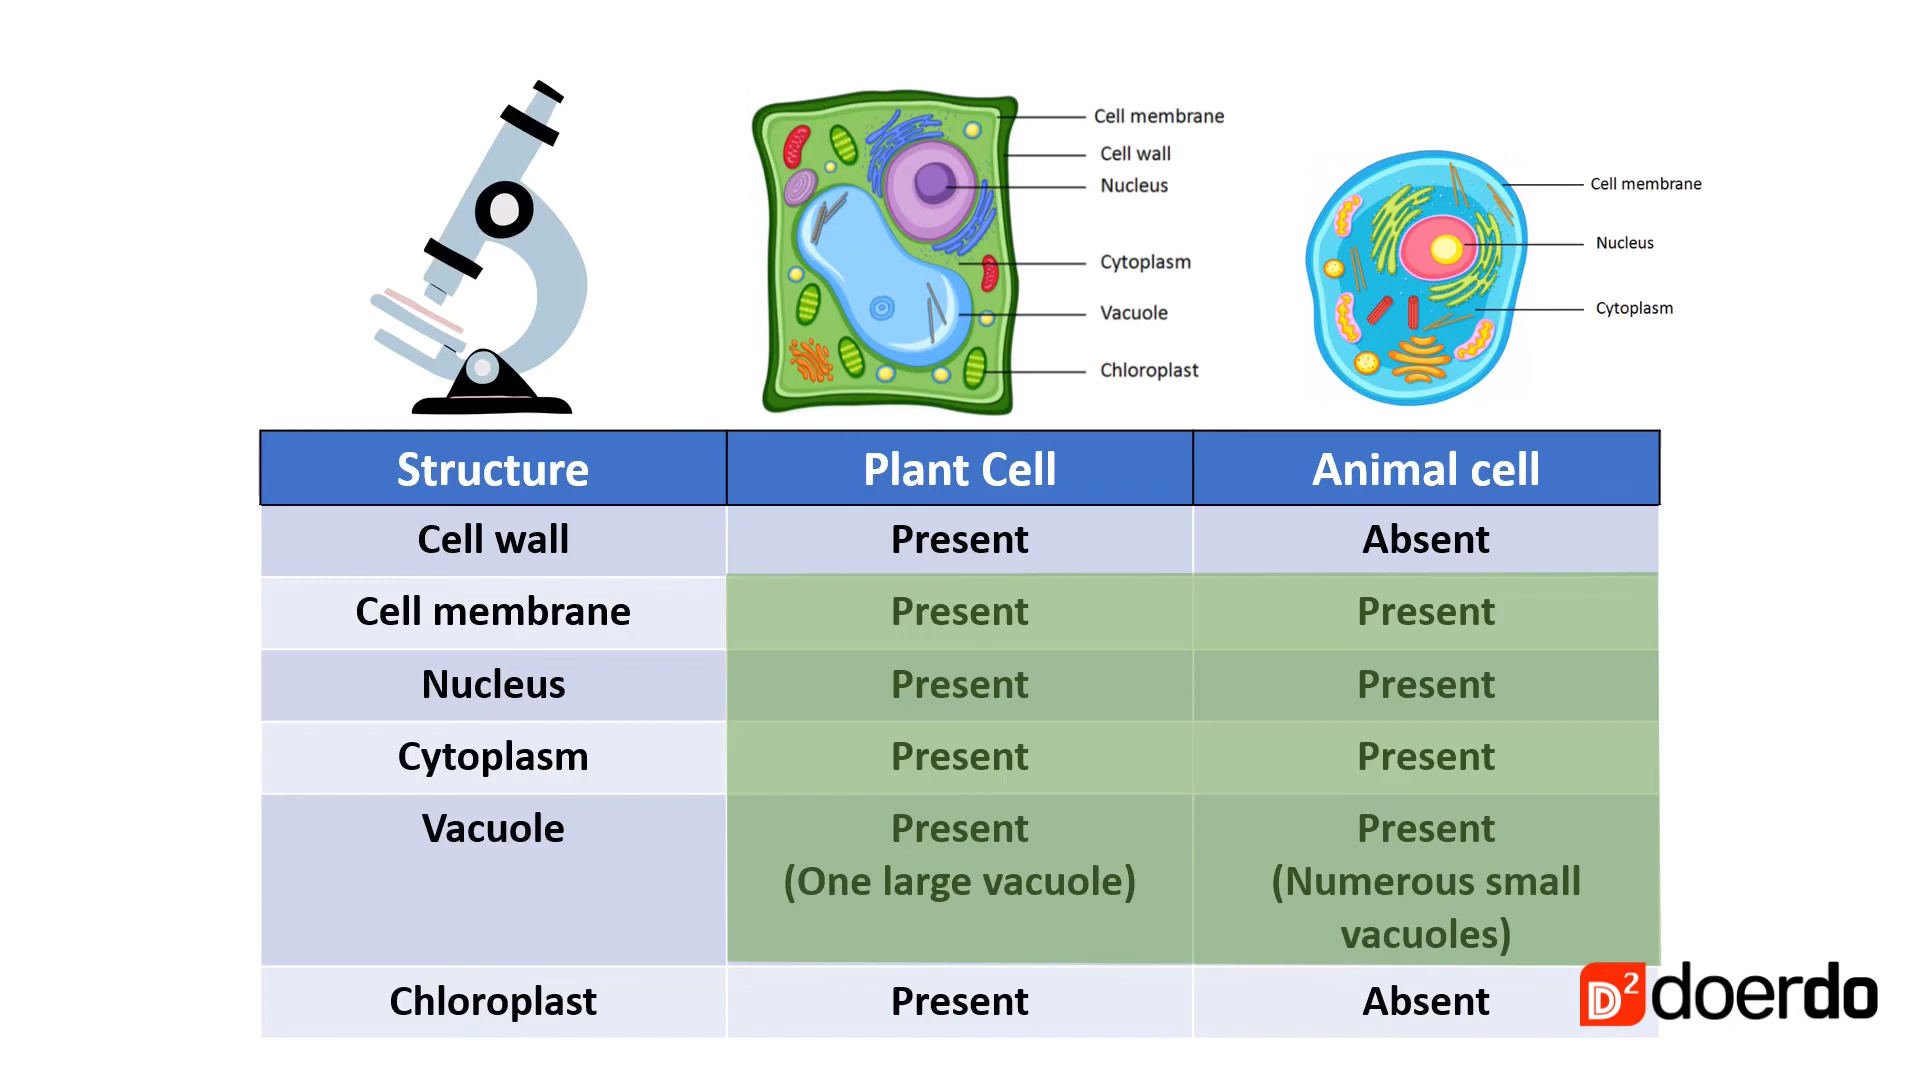 Cell membrane
Cell wall
Nucleus
Cytoplasm
Vacuole
Chloroplast
Cell membrane
Nucleus
Cytoplasm
Structure Plant Cell Animal cell
Cell wall Present Absent
Cell membrane Present Present
Nucleus Present Present
Cytoplasm Present Present
Vacuole Present Present
(One large vacuole) (Numerous small
vacuoles)
Chloroplast Present Absent
D² doerdo